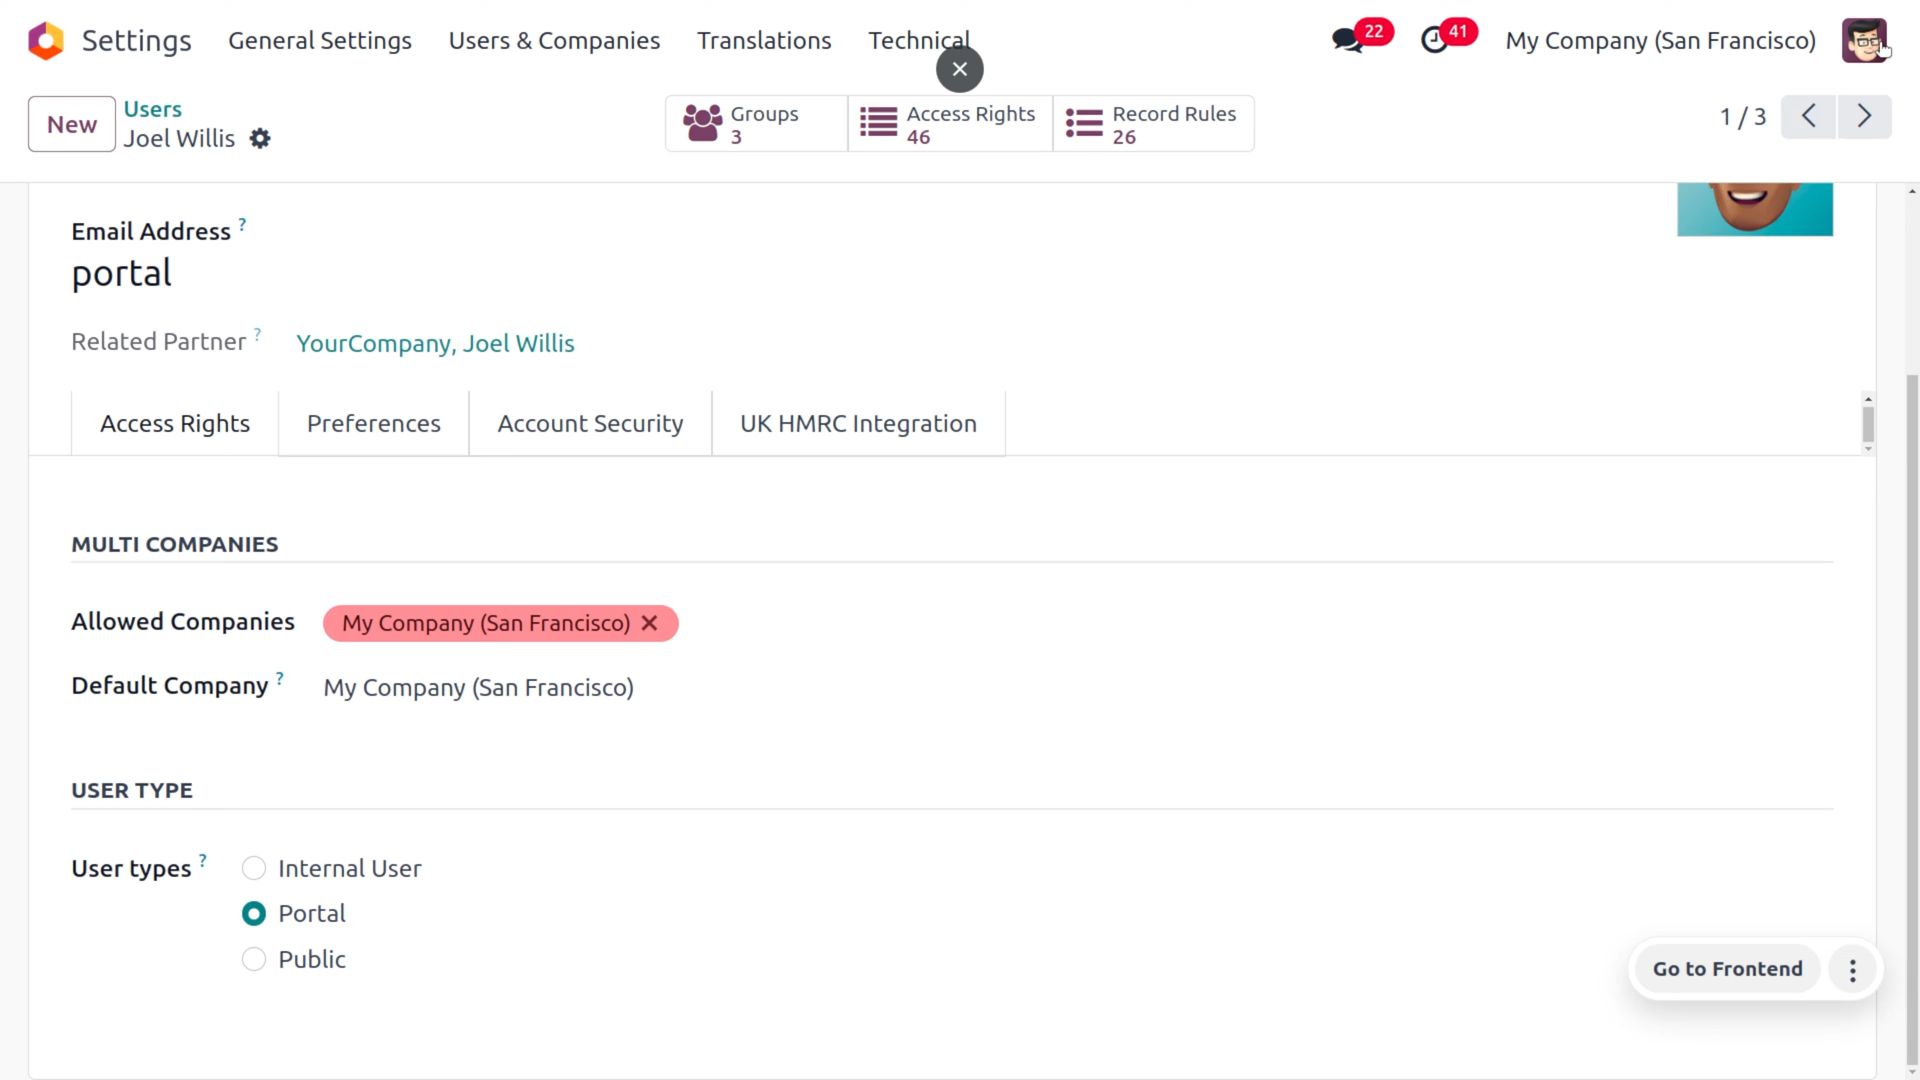 Settings General Settings Users & Companies Translations Technical 22 41 My Company (San Francisco)
New
Users
Joel Willis
Groups
3
Access Rights
46
Record Rules
26
1 / 3
Email Address ?
portal
Related Partner ? YourCompany, Joel Willis
Access Rights Preferences Account Security UK HMRC Integration
MULTI COMPANIES
Allowed Companies My Company (San Francisco)
Default Company ? My Company (San Francisco)
USER TYPE
User types ? Internal User
Portal
Public
Go to Frontend